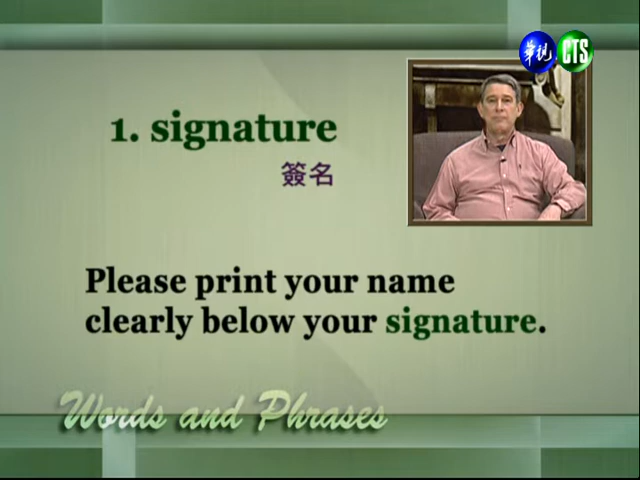 華視 CTS
1. signature
簽名
Please print your name
clearly below your signature.
Words and Phrases